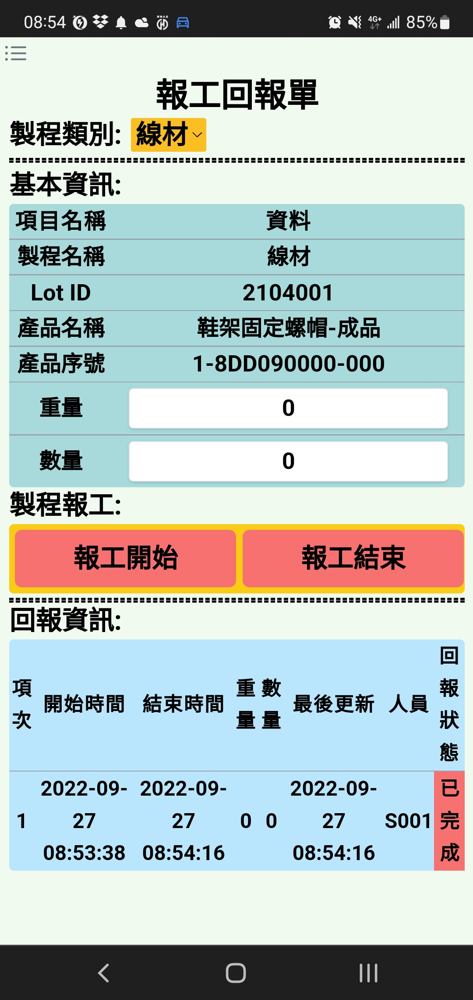 08:54
4G+ 85%
報工回報單
製程類別: 線材
基本資訊:
項目名稱 資料
製程名稱 線材
Lot ID 2104001
產品名稱 鞋架固定螺帽-成品
產品序號 1-8DD090000-000
重量 0
數量 0
製程報工:
報工開始 報工結束
回報資訊:
項次 開始時間 結束時間 重量 數量 最後更新 人員 回報狀態
1 2022-09-27 08:53:38 2022-09-27 08:54:16 0 0 2022-09-27 08:54:16 S001 已完成